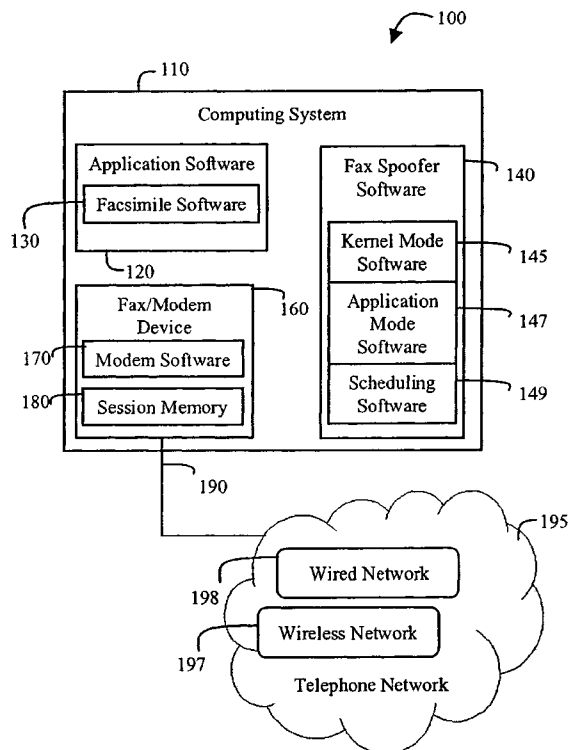 100
110
Computing System
Application Software
Facsimile Software
130
120
Fax Spoofer
Software
140
Kernel Mode
Software
145
Application
Mode
Software
147
Scheduling
Software
149
Fax/Modem
Device
160
170
Modem Software
180
Session Memory
190
195
Wired Network
198
Wireless Network
197
Telephone Network